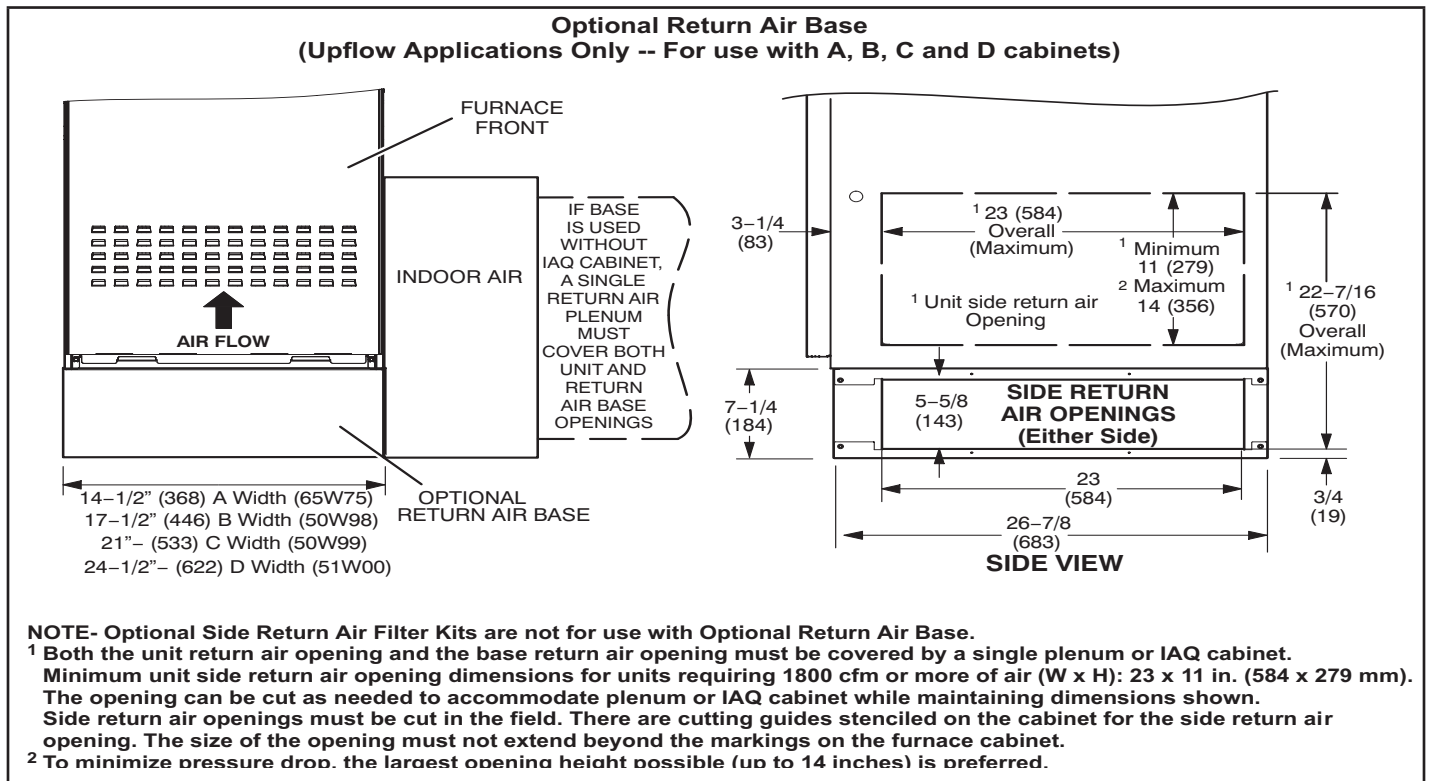 Optional Return Air Base
(Upflow Applications Only -- For use with A, B, C and D cabinets)
FURNACE
FRONT
AIR FLOW
INDOOR AIR
IF BASE
IS USED
WITHOUT
IAQ CABINET,
A SINGLE
RETURN AIR
PLENUM
MUST
COVER BOTH
UNIT AND
RETURN
AIR BASE
OPENINGS
OPTIONAL
RETURN AIR BASE
14–1/2” (368) A Width (65W75)
17–1/2” (446) B Width (50W98)
21”– (533) C Width (50W99)
24–1/2”– (622) D Width (51W00)
3–1/4
(83)
1 23 (584)
Overall
(Maximum)
1 Minimum
11 (279)
2 Maximum
14 (356)
1 Unit side return air
Opening
1 22–7/16
(570)
Overall
(Maximum)
7–1/4
(184)
5–5/8
(143)
SIDE RETURN
AIR OPENINGS
(Either Side)
23
(584)
3/4
(19)
26–7/8
(683)
SIDE VIEW
NOTE- Optional Side Return Air Filter Kits are not for use with Optional Return Air Base.
1 Both the unit return air opening and the base return air opening must be covered by a single plenum or IAQ cabinet.
Minimum unit side return air opening dimensions for units requiring 1800 cfm or more of air (W x H): 23 x 11 in. (584 x 279 mm).
The opening can be cut as needed to accommodate plenum or IAQ cabinet while maintaining dimensions shown.
Side return air openings must be cut in the field. There are cutting guides stenciled on the cabinet for the side return air
opening. The size of the opening must not extend beyond the markings on the furnace cabinet.
2 To minimize pressure drop, the largest opening height possible (up to 14 inches) is preferred.